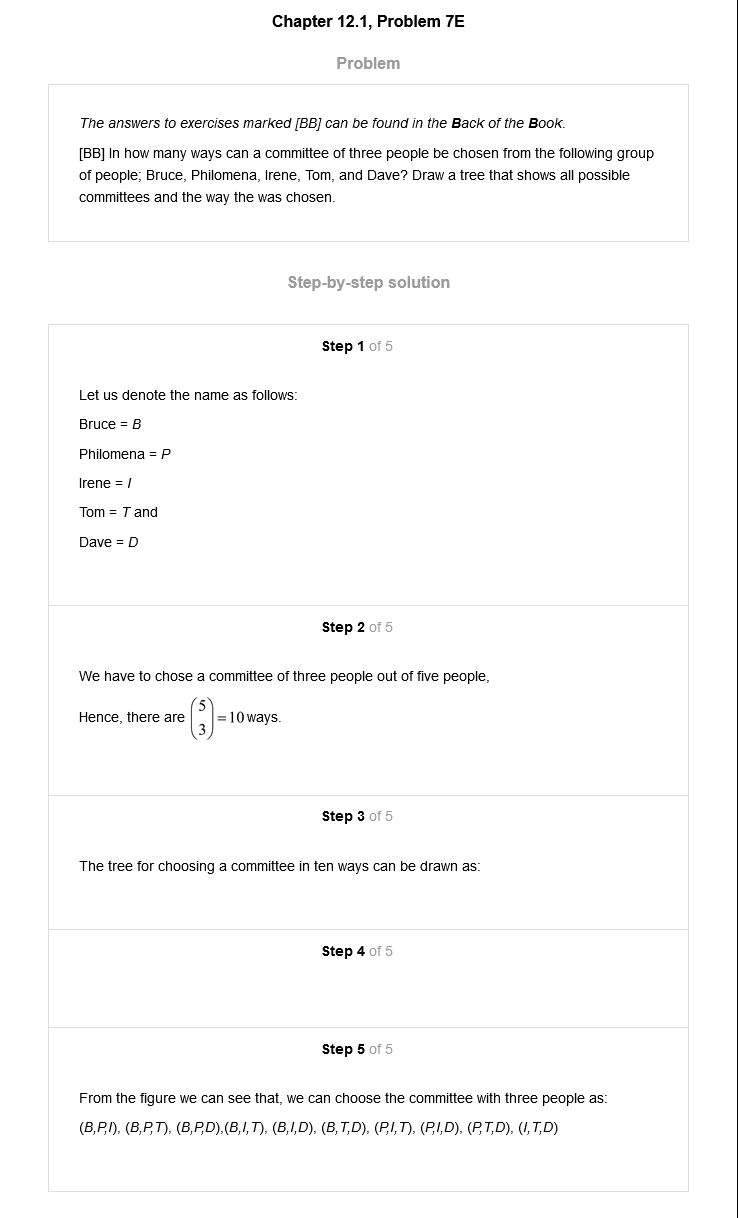 Chapter 12.1, Problem 7E
Problem
The answers to exercises marked [BB] can be found in the Back of the Book.
[BB] In how many ways can a committee of three people be chosen from the following group
of people; Bruce, Philomena, Irene, Tom, and Dave? Draw a tree that shows all possible
committees and the way the was chosen.
Step-by-step solution
Step 1 of 5
Let us denote the name as follows:
Bruce = B
Philomena = P
Irene = I
Tom = T and
Dave = D
Step 2 of 5
We have to chose a committee of three people out of five people,
Hence, there are (5 3) = 10 ways.
Step 3 of 5
The tree for choosing a committee in ten ways can be drawn as:
Step 4 of 5
Step 5 of 5
From the figure we can see that, we can choose the committee with three people as:
(B,P,I), (B,P,T), (B,P,D),(B,I,T), (B,I,D), (B,T,D), (P,I,T), (P,I,D), (P,T,D), (I,T,D)